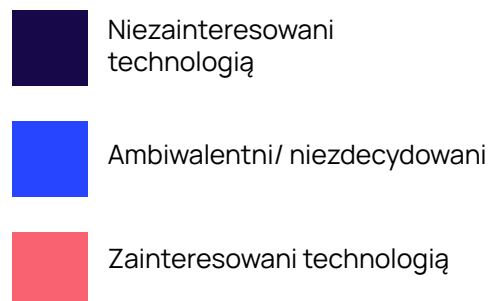 Niezainteresowani
technologią
Ambiwalentni/ niezdecydowani
Zainteresowani technologią